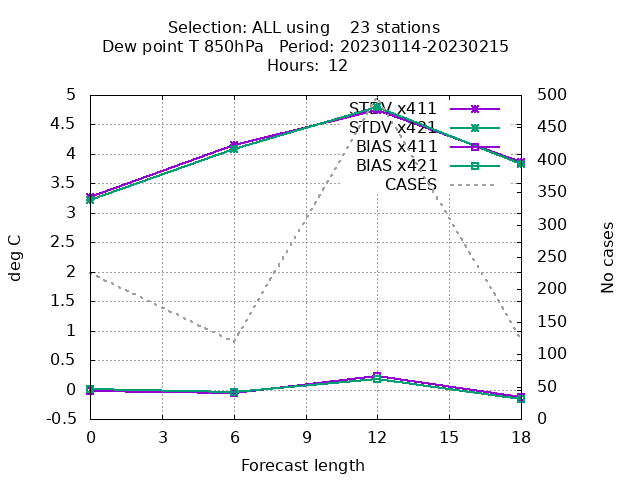 Selection: ALL using    23 stations
Dew point T 850hPa   Period: 20230114-20230215
Hours: 12
5
4.5
4
3.5
3
2.5
2
1.5
1
0.5
0
-0.5
500
450
400
350
300
250
200
150
100
50
0
STDV x411
STDV x421
BIAS x411
BIAS x421
CASES
deg C
No cases
0 3 6 9 12 15 18
Forecast length